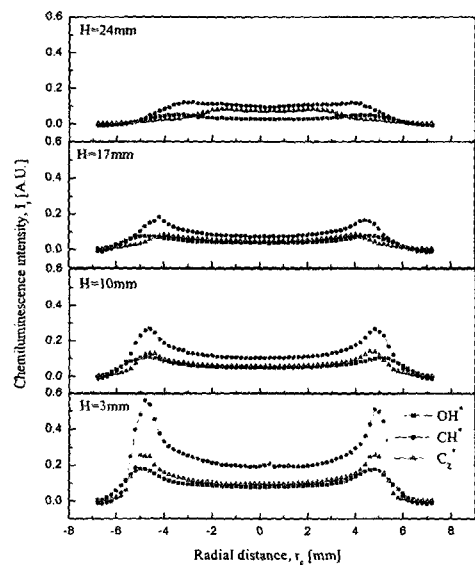 0.6
H=24mm
0.4
0.2
0.0
0.6
H=17mm
0.4
0.2
0.0
0.6
H=10mm
0.4
0.2
0.0
0.6
H=3mm
0.4
0.2
0.0
OH*
CH*
C₂*
-8 -6 -4 -2 0 2 4 6 8
Radial distance, [mm]
Chemiluminescence intensity, [A.U.]